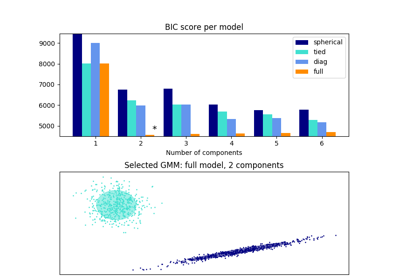 BIC score per model
9000
8000
7000
6000
5000
spherical
tied
diag
full
*
1 2 3 4 5 6
Number of components
Selected GMM: full model, 2 components